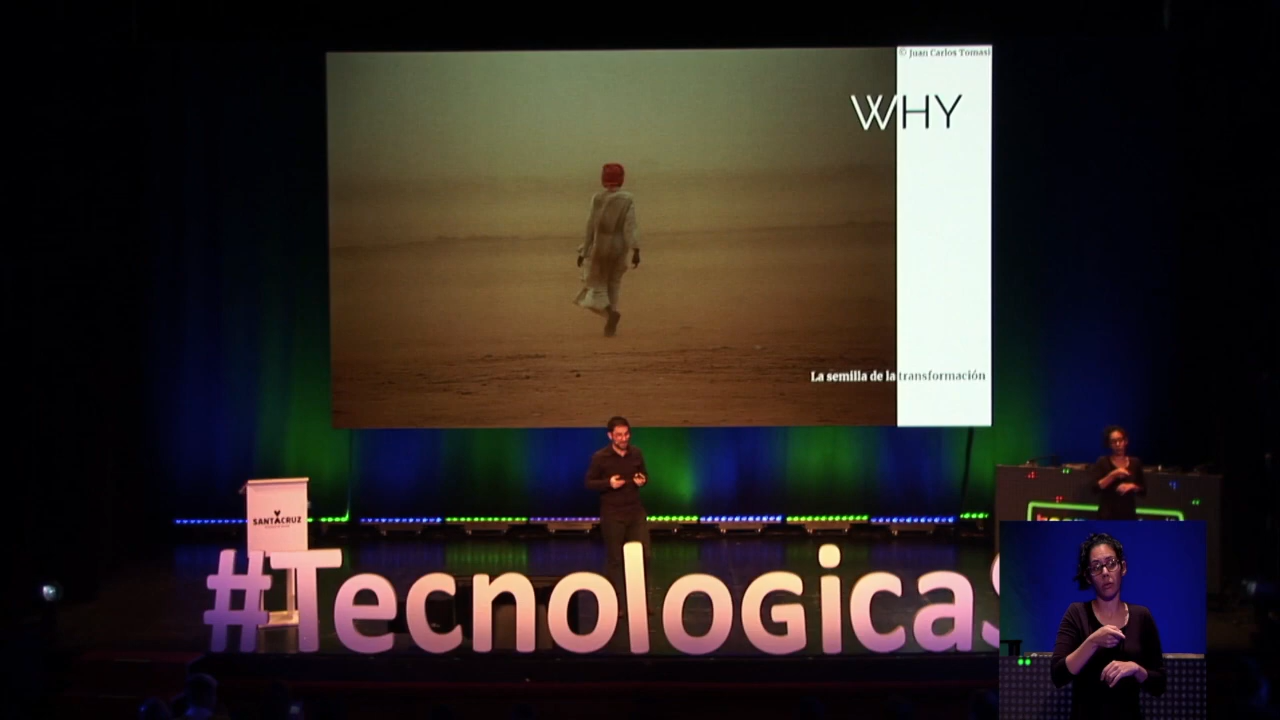 © Juan Carlos Tomasi
WHY
La semilla de la transformación
SANTACRUZ
#TecnologicaS